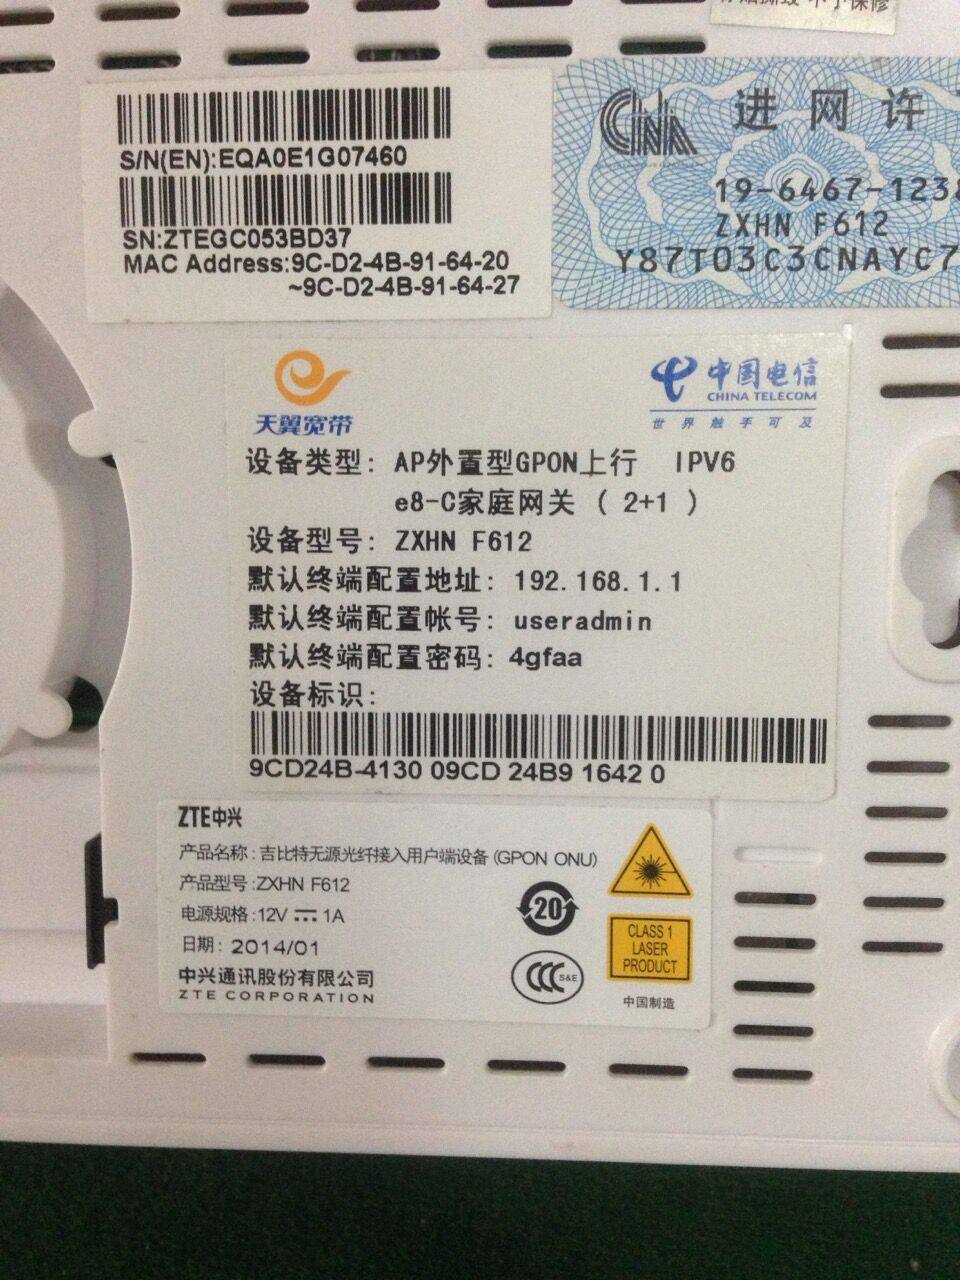 S/N(EN):EQA0E1G07460
SN:ZTEGC053BD37
MAC Address:9C-D2-4B-91-64-20
~9C-D2-4B-91-64-27
CNA
进网许
19-6467-1238
ZXHN F612
Y87T03C3CNAYC7
天翼宽带
中国电信
CHINA TELECOM
世界触手可及
设备类型: AP外置型GPON上行 IPV6
e8-C家庭网关 ( 2+1 )
设备型号: ZXHN F612
默认终端配置地址: 192.168.1.1
默认终端配置帐号: useradmin
默认终端配置密码: 4gfaa
设备标识:
9CD24B-4130 09CD 24B9 1642 0
ZTE中兴
产品名称:吉比特无源光纤接入用户端设备(GPON ONU)
产品型号:ZXHN F612
电源规格:12V 1A
日期: 2014/01
中兴通讯股份有限公司
ZTE CORPORATION
20
CCC S&E
CLASS 1
LASER
PRODUCT
中国制造